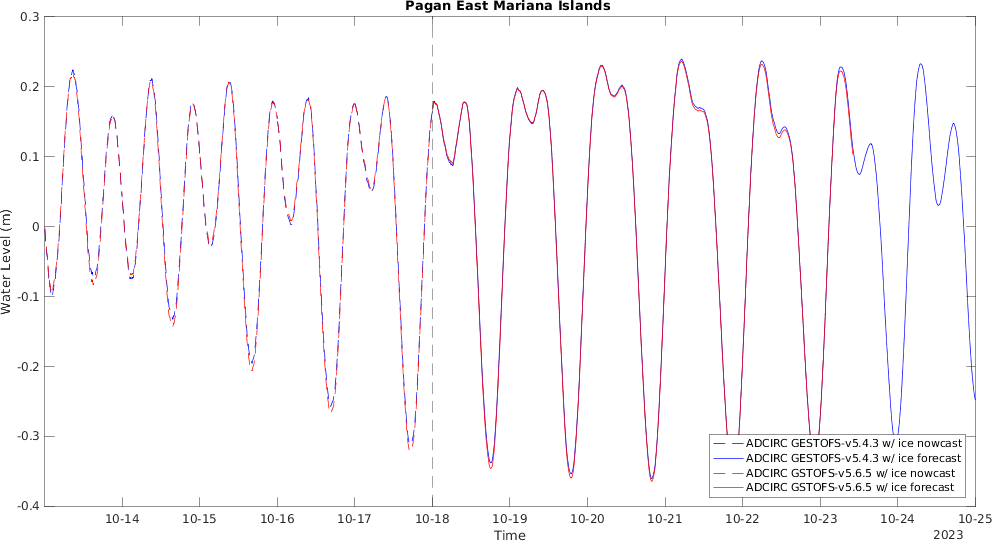 Pagan East Mariana Islands
0.3
0.2
0.1
0
-0.1
-0.2
-0.3
-0.4
Water Level (m)
ADCIRC GESTOFS-v5.4.3 w/ ice nowcast
ADCIRC GESTOFS-v5.4.3 w/ ice forecast
ADCIRC GSTOFS-v5.6.5 w/ ice nowcast
ADCIRC GSTOFS-v5.6.5 w/ ice forecast
10-14 10-15 10-16 10-17 10-18 10-19 10-20 10-21 10-22 10-23 10-24 10-25
Time
2023